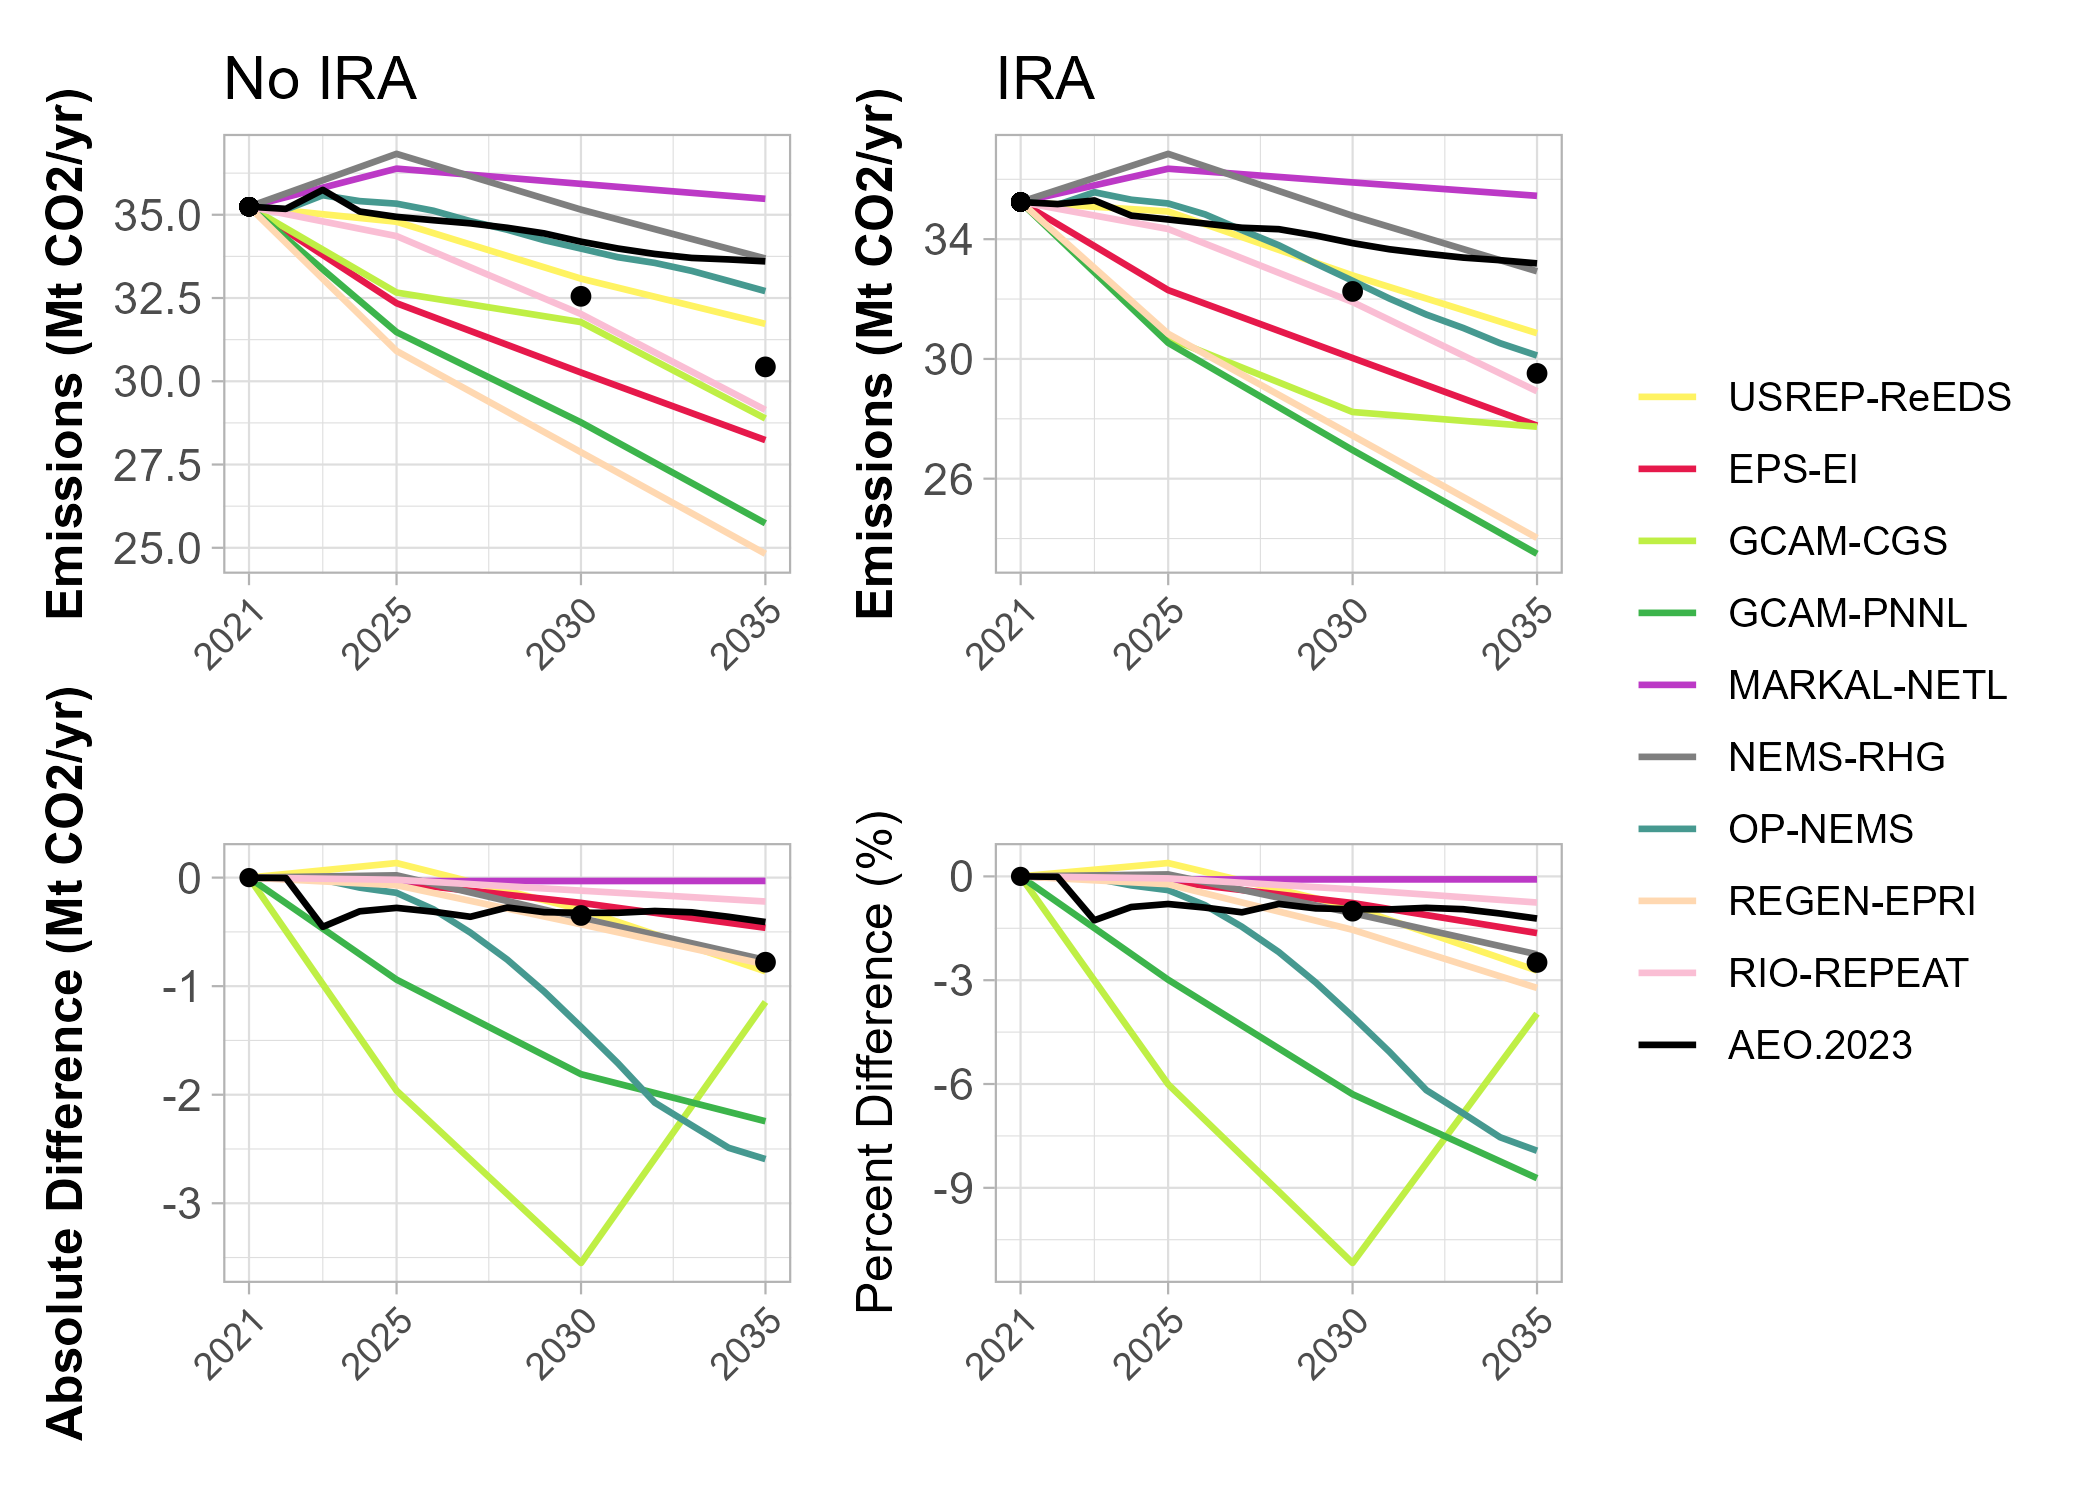 No IRA
Emissions (Mt CO2/yr)
35.0
32.5
30.0
27.5
25.0
2021
2025
2030
2035
IRA
Emissions (Mt CO2/yr)
34
30
26
2021
2025
2030
2035
Absolute Difference (Mt CO2/yr)
0
-1
-2
-3
2021
2025
2030
2035
Percent Difference (%)
0
-3
-6
-9
2021
2025
2030
2035
USREP-ReEDS
EPS-EI
GCAM-CGS
GCAM-PNNL
MARKAL-NETL
NEMS-RHG
OP-NEMS
REGEN-EPRI
RIO-REPEAT
AEO.2023